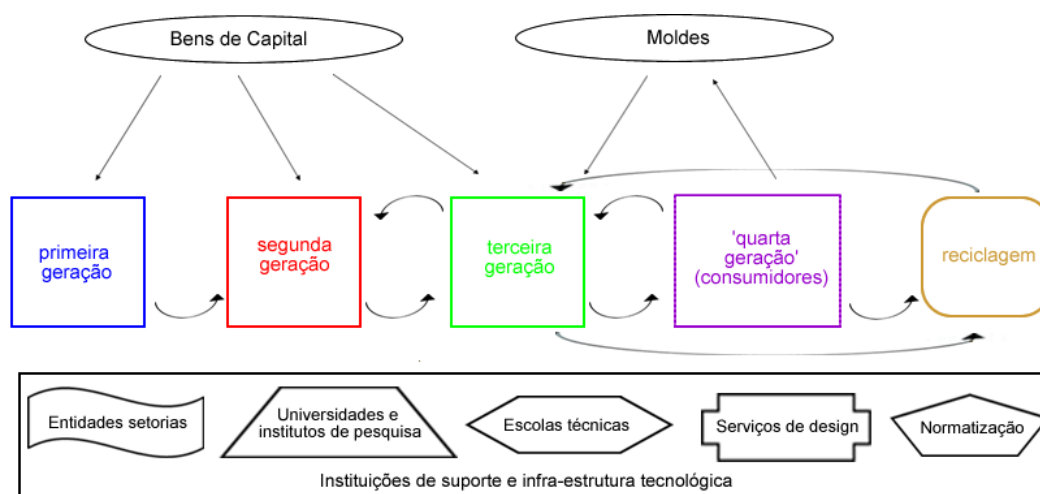 Bens de Capital
Moldes
primeira
geração
segunda
geração
terceira
geração
'quarta
geração'
(consumidores)
reciclagem
Entidades setorias
Universidades e
institutos de pesquisa
Escolas técnicas
Serviços de design
Normatização
Instituições de suporte e infra-estrutura tecnológica